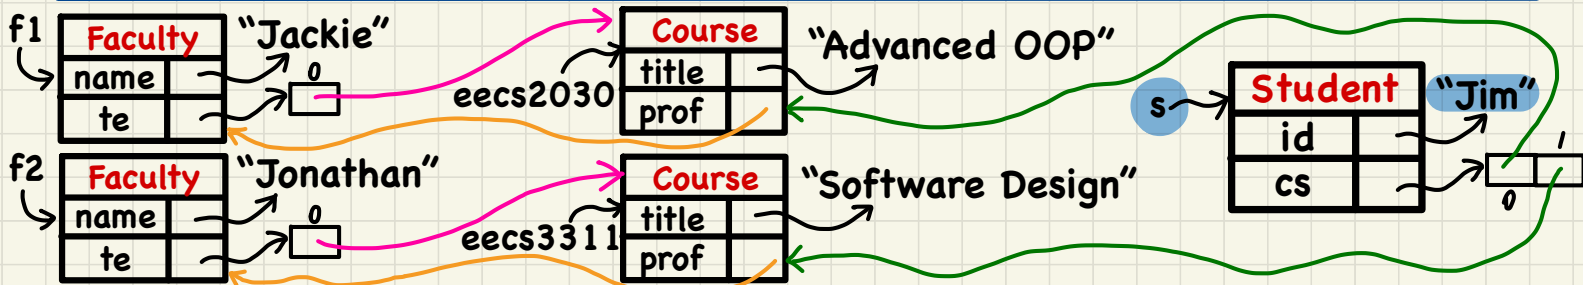 f1
Faculty
name
te
"Jackie"
0
eecs2030
Course
title
prof
"Advanced OOP"
s
Student
id
cs
"Jim"
0
1
f2
Faculty
name
te
"Jonathan"
0
eecs3311
Course
title
prof
"Software Design"